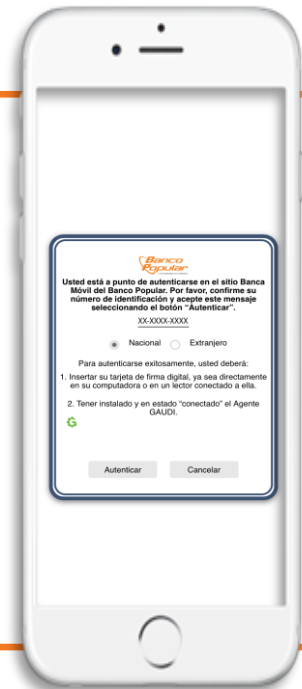 Banco
Popular
Usted está a punto de autenticarse en el sitio Banca
Móvil del Banco Popular. Por favor, confirme su
número de identificación y acepte este mensaje
seleccionando el botón "Autenticar".
XX-XXXX-XXXX
Nacional Extranjero
Para autenticarse exitosamente, usted deberá:
1. Insertar su tarjeta de firma digital, ya sea directamente
en su computadora o en un lector conectado a ella.
2. Tener instalado y en estado "conectado" el Agente
GAUDI.
G
Autenticar Cancelar